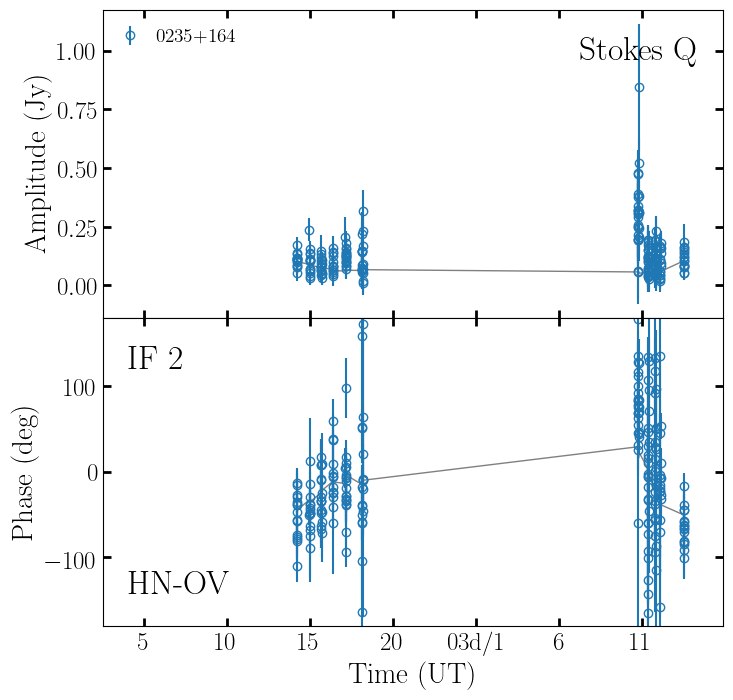 0235+164
Stokes Q
1.00
0.75
0.50
0.25
0.00
Amplitude (Jy)
IF 2
100
0
−100
Phase (deg)
HN-OV
5 10 15 20 03d/1 6 11
Time (UT)